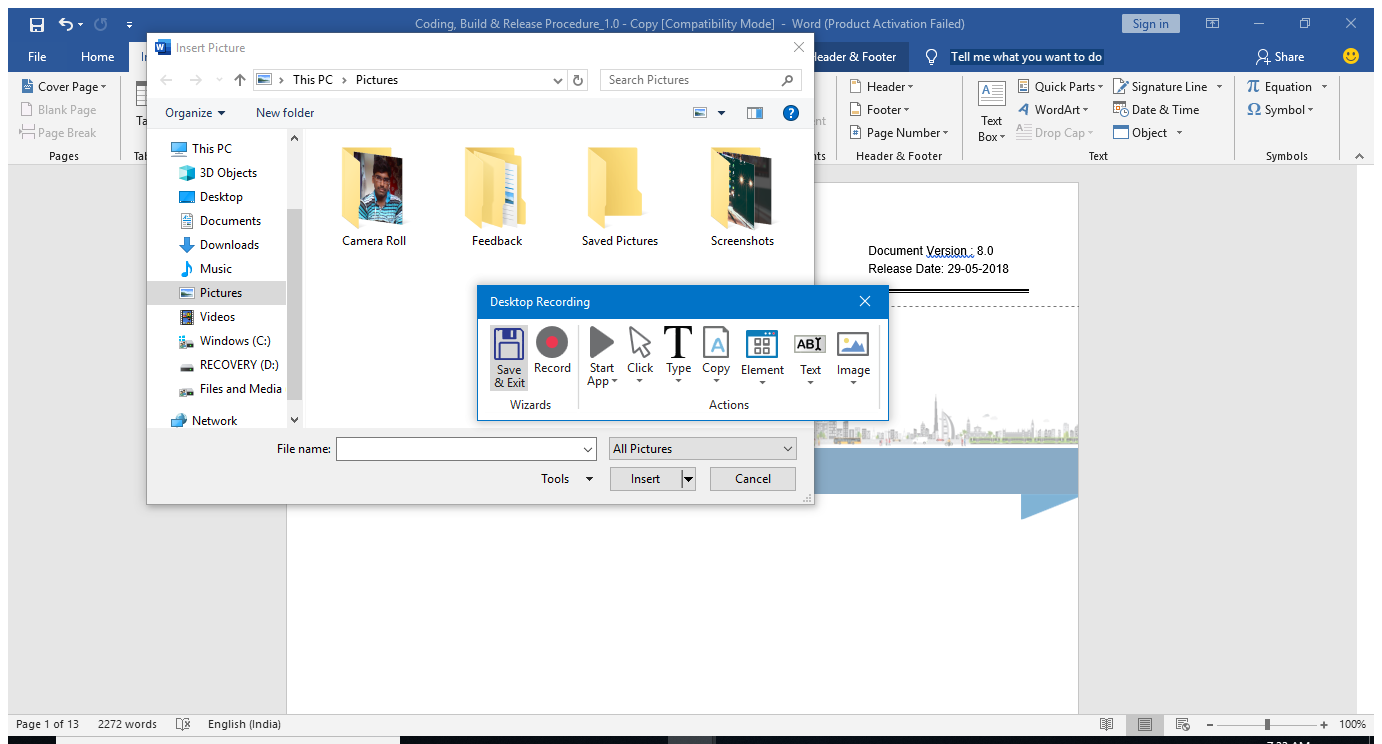 Coding, Build & Release Procedure_1.0 - Copy [Compatibility Mode] - Word (Product Activation Failed)
Sign in
File
Home
Header & Footer
Tell me what you want to do
Share
Cover Page
Blank Page
Page Break
Pages
Header
Footer
Page Number
Header & Footer
Text
Box
Quick Parts
WordArt
Drop Cap
Signature Line
Date & Time
Object
Text
Equation
Symbol
Symbols
Insert Picture
This PC
Pictures
Search Pictures
Organize
New folder
This PC
3D Objects
Desktop
Documents
Downloads
Music
Pictures
Videos
Windows (C:)
RECOVERY (D:)
Files and Media
Network
Camera Roll
Feedback
Saved Pictures
Screenshots
File name:
All Pictures
Tools
Insert
Cancel
Document Version : 8.0
Release Date: 29-05-2018
Desktop Recording
Save
& Exit
Record
Wizards
Start
App
Click
Type
Copy
Element
Text
Image
Actions
Page 1 of 13
2272 words
English (India)
100%